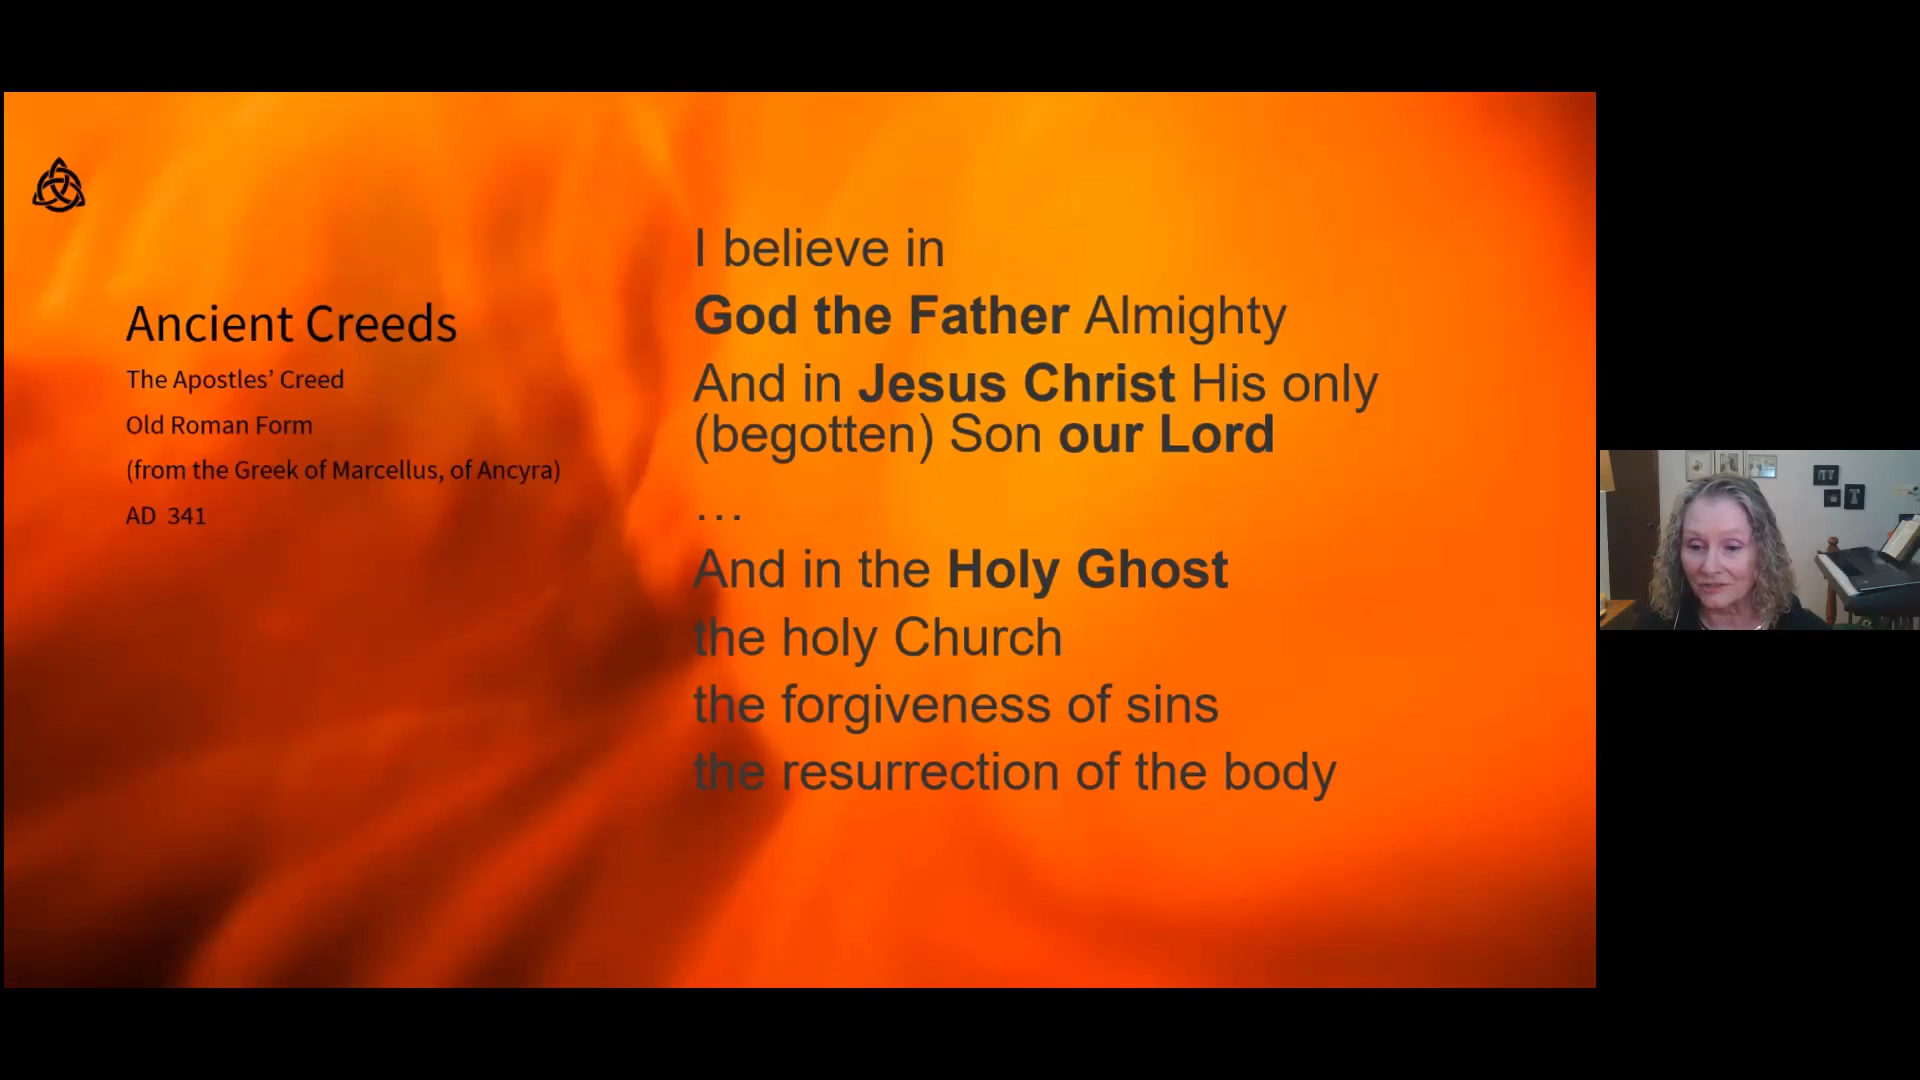 Ancient Creeds
The Apostles’ Creed
Old Roman Form
(from the Greek of Marcellus, of Ancyra)
AD 341
I believe in
God the Father Almighty
And in Jesus Christ His only
(begotten) Son our Lord
…
And in the Holy Ghost
the holy Church
the forgiveness of sins
the resurrection of the body